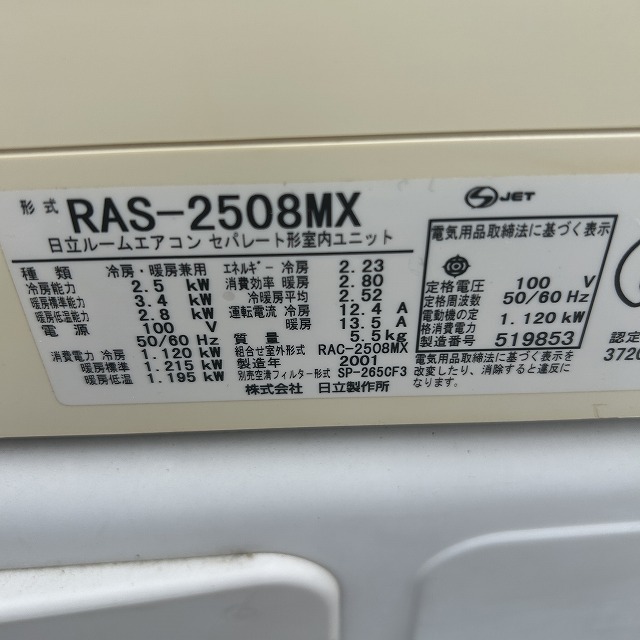 形式 RAS-2508MX
日立ルームエアコン セパレート形室内ユニット
種類 冷房・暖房兼用
冷房能力 2.5 kW
暖房標準能力 3.4 kW
暖房低温能力 2.8 kW
電源 100 V
50/60 Hz
消費電力 冷房 1.120 kW
暖房標準 1.215 kW
暖房低温 1.195 kW
エネルギー 冷房 2.23
消費効率 暖房 2.80
冷暖房平均 2.52
運転電流 冷房 12.4 A
暖房 13.5 A
質量 5.5 kg
組合せ室外形式 RAC-2508MX
製造年 2001
別売空清フィルター形式 SP-265CF3
株式会社 日立製作所
S JET
電気用品取締法に基づく表示
定格電圧 100 V
定格周波数 50/60 Hz
電動機の定格消費電力 1.120 kW
製造番号 519853
電気用品取締法に基づく表示を
改変したり、消除すると違反に
なります。
認定
3720